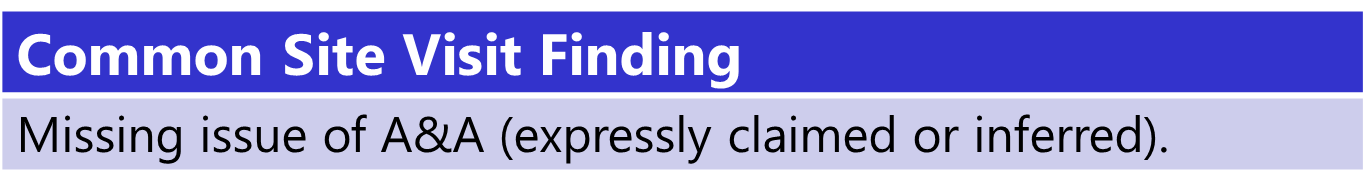 Common Site Visit Finding
Missing issue of A&A (expressly claimed or inferred).